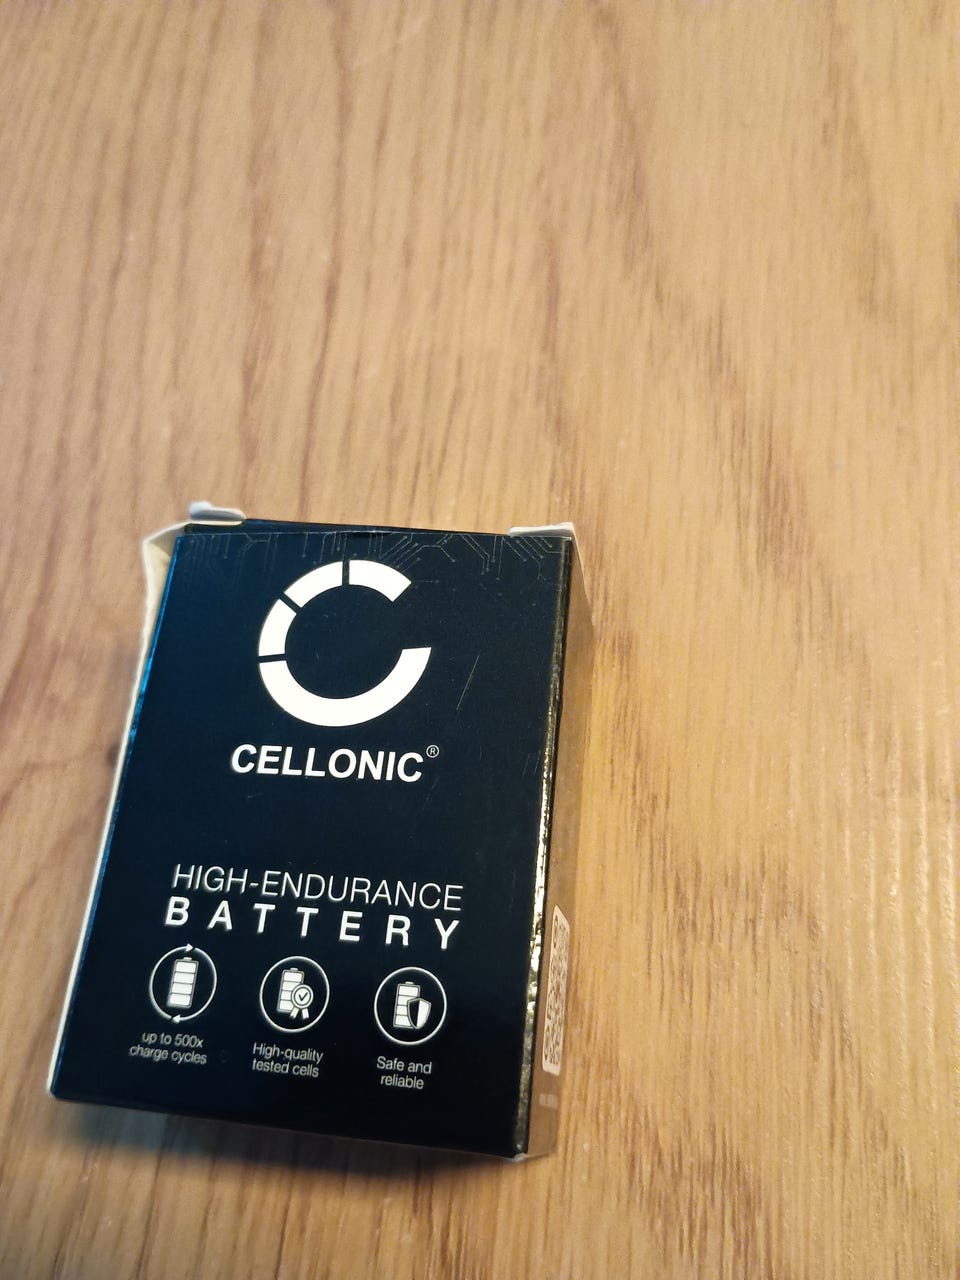 CELLONIC®
HIGH-ENDURANCE
BATTERY
up to 500x
charge cycles
High-quality
tested cells
Safe and
reliable